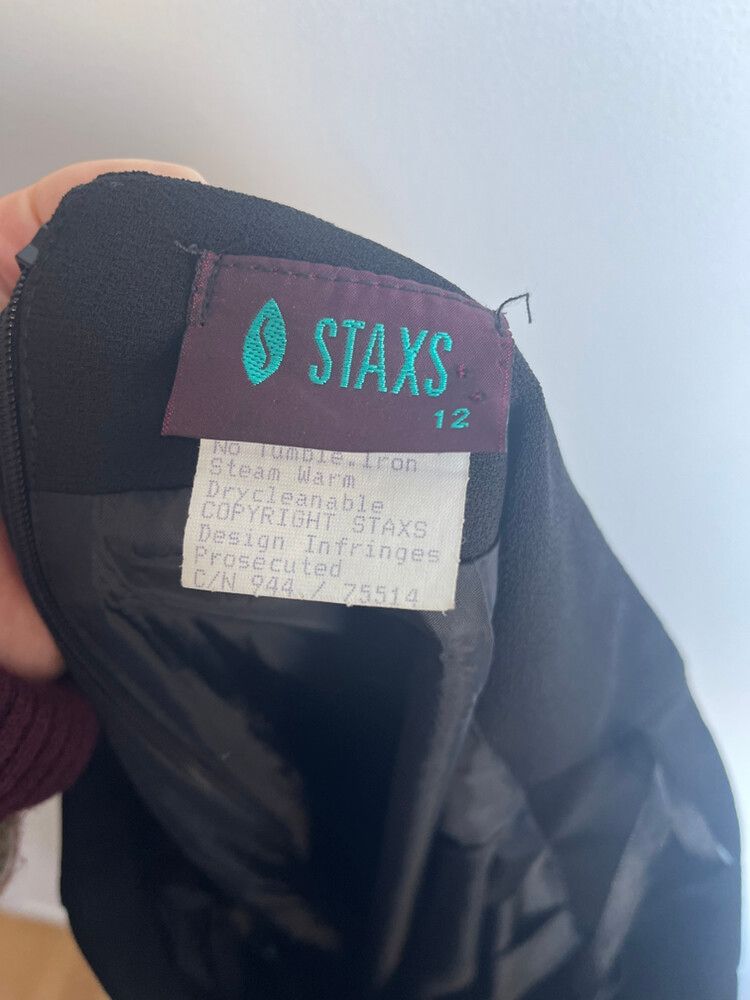 STAXS
12
No Tumble.Iron
Steam Warm
Drycleanable
COPYRIGHT STAXS
Design Infringes
Prosecuted
C/N 944 / 75514